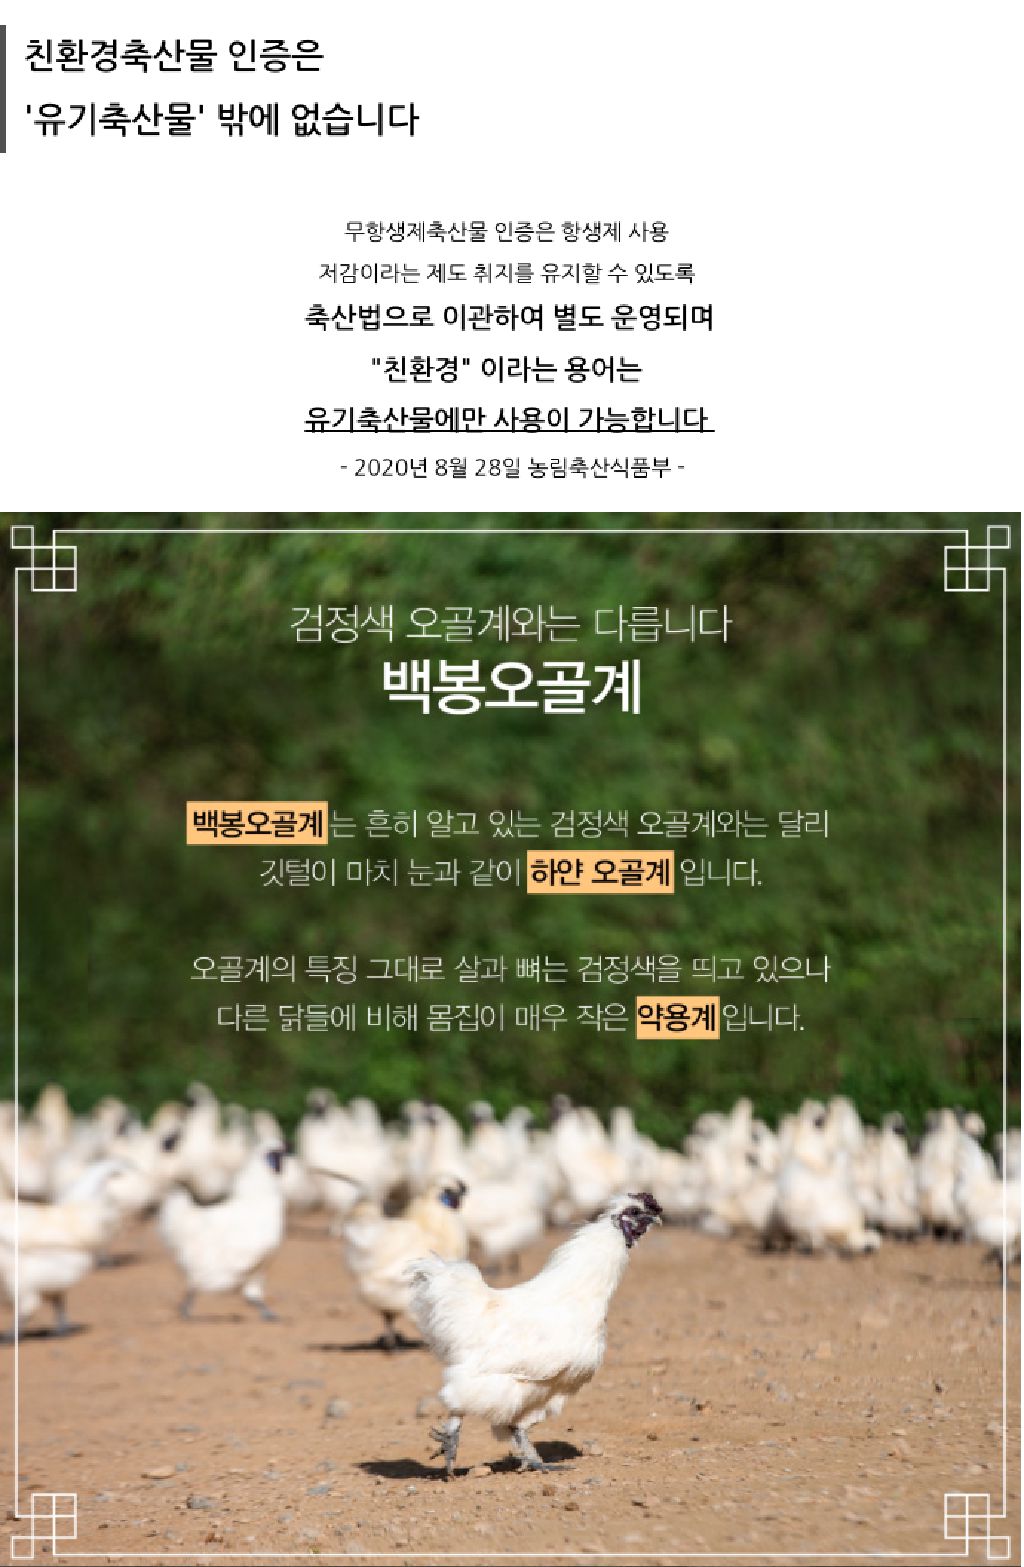 친환경축산물 인증은
'유기축산물' 밖에 없습니다
무항생제축산물 인증은 항생제 사용
저감이라는 제도 취지를 유지할 수 있도록
축산법으로 이관하여 별도 운영되며
"친환경" 이라는 용어는
유기축산물에만 사용이 가능합니다
- 2020년 8월 28일 농림축산식품부 -
검정색 오골계와는 다릅니다
백봉오골계
백봉오골계는 흔히 알고 있는 검정색 오골계와는 달리
깃털이 마치 눈과 같이 하얀 오골계 입니다.
오골계의 특징 그대로 살과 뼈는 검정색을 띄고 있으나
다른 닭들에 비해 몸집이 매우 작은 약용계입니다.